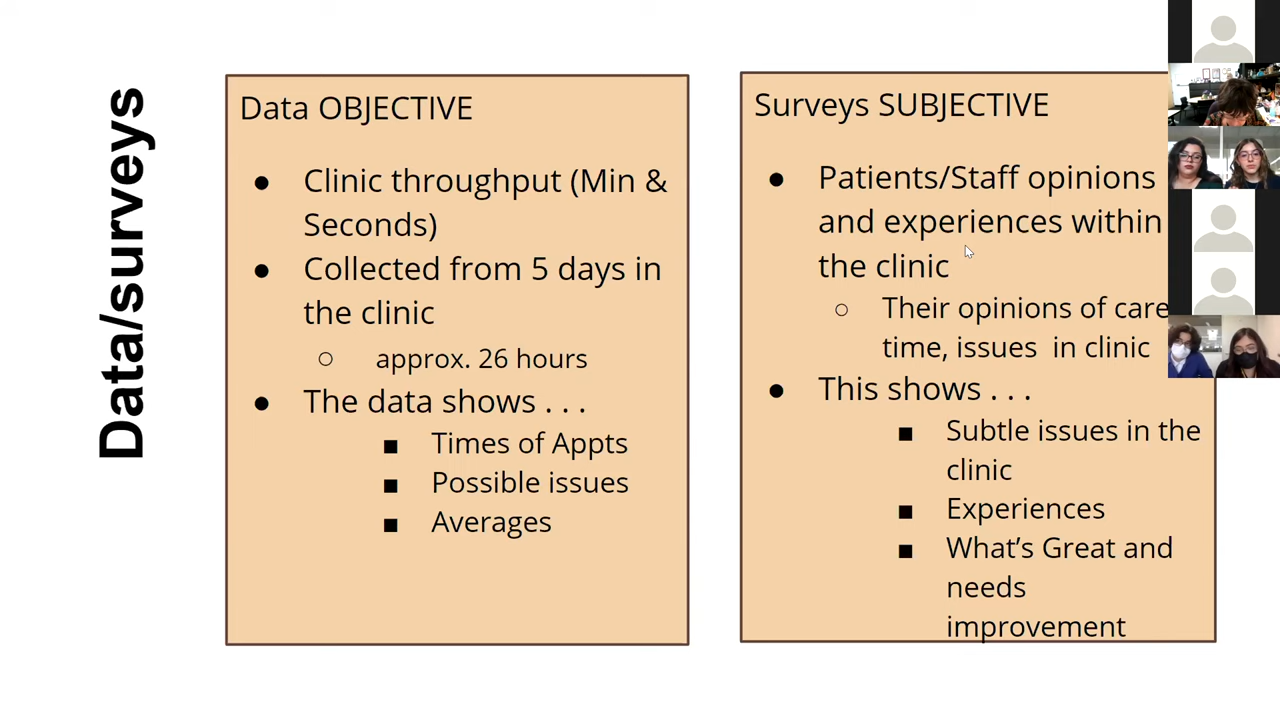 Data/surveys
Data OBJECTIVE
● Clinic throughput (Min &
Seconds)
● Collected from 5 days in
the clinic
○ approx. 26 hours
● The data shows . . .
■ Times of Appts
■ Possible issues
■ Averages
Surveys SUBJECTIVE
● Patients/Staff opinions
and experiences within
the clinic
○ Their opinions of care
time, issues in clinic
● This shows . . .
■ Subtle issues in the
clinic
■ Experiences
■ What's Great and
needs
improvement